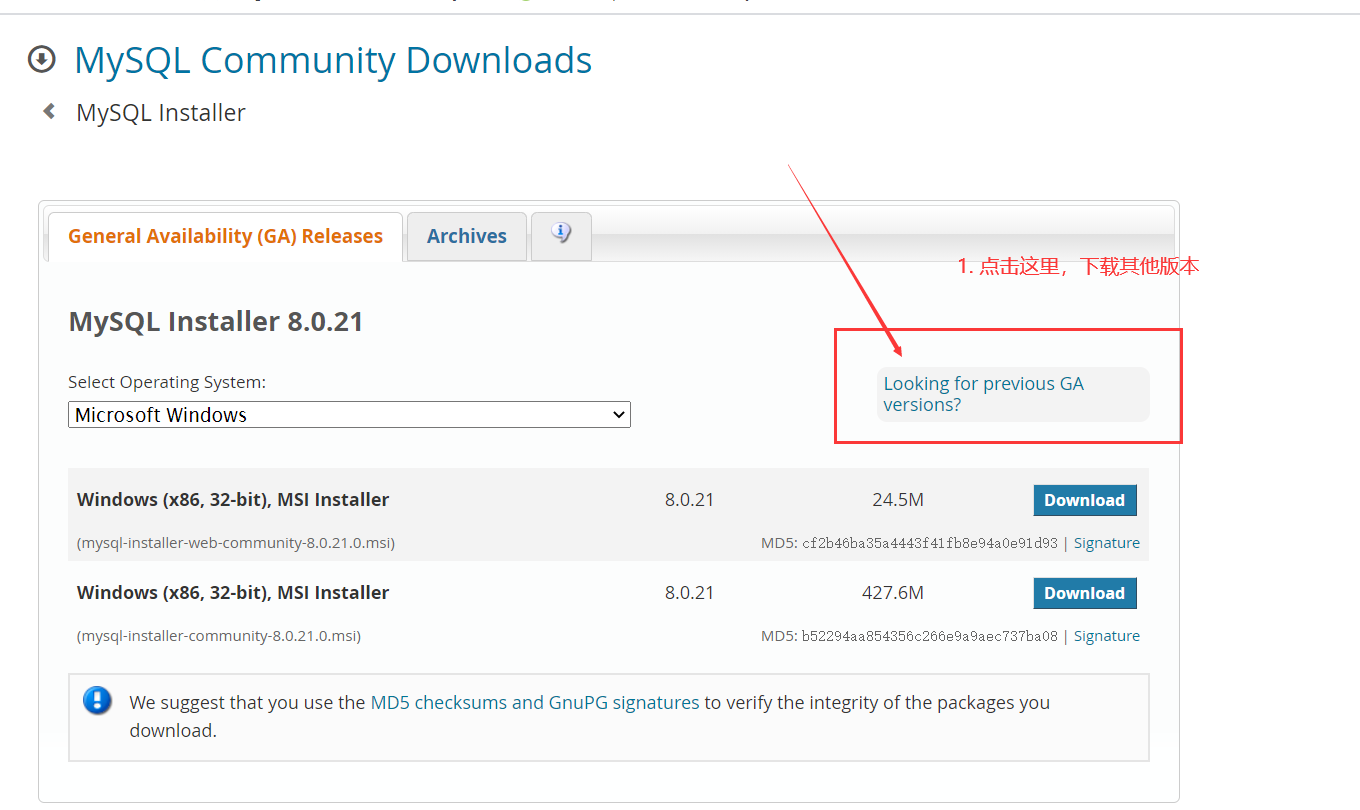 MySQL Community Downloads
MySQL Installer
General Availability (GA) Releases
Archives
1. 点击这里，下载其他版本
MySQL Installer 8.0.21
Select Operating System:
Looking for previous GA
versions?
Microsoft Windows
Windows (x86, 32-bit), MSI Installer 8.0.21 24.5M Download
(mysql-installer-web-community-8.0.21.0.msi) MD5: cf2b46ba35a4443f41fb8e94a0e91d93 | Signature
Windows (x86, 32-bit), MSI Installer 8.0.21 427.6M Download
(mysql-installer-community-8.0.21.0.msi) MD5: b52294aa854356c266e9a9aec737ba08 | Signature
We suggest that you use the MD5 checksums and GnuPG signatures to verify the integrity of the packages you
download.